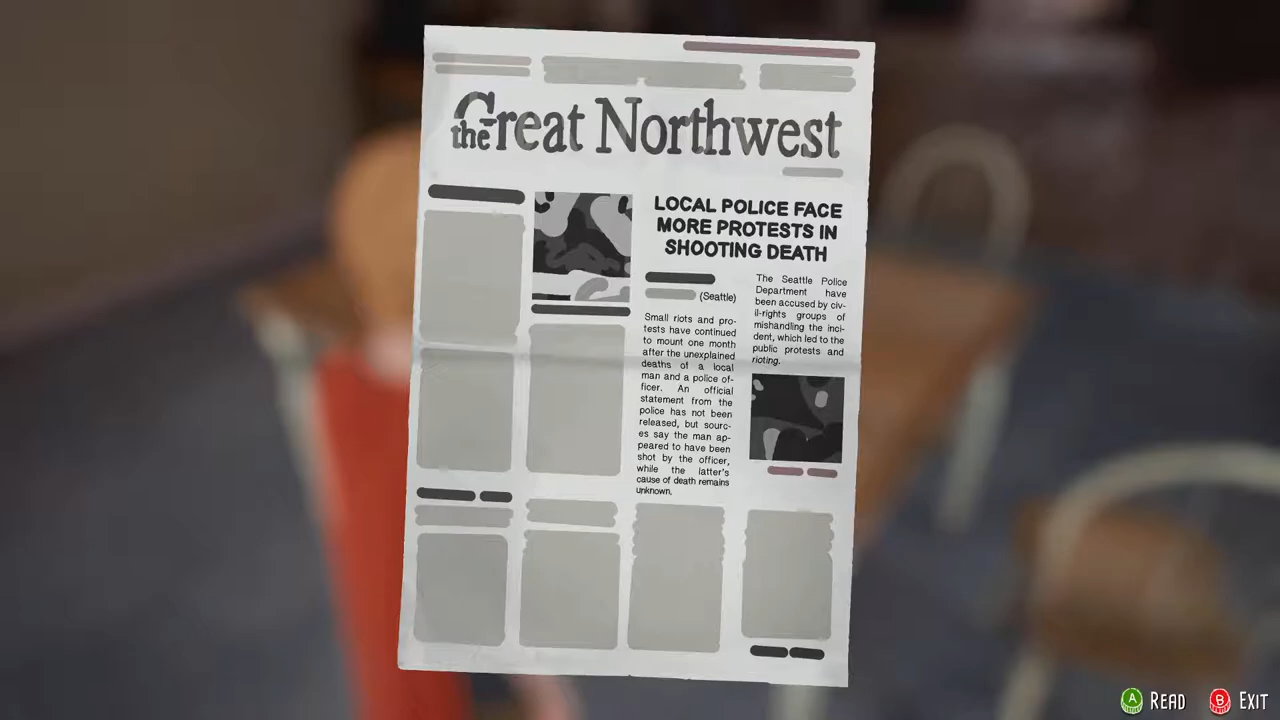 the Great Northwest
LOCAL POLICE FACE
MORE PROTESTS IN
SHOOTING DEATH
(Seattle)
Small riots and pro-
tests have continued
to mount one month
after the unexplained
deaths of a local
man and a police of-
ficer. An official
statement from the
police has not been
released, but sourc-
es say the man ap-
peared to have been
shot by the officer,
while the latter's
cause of death remains
unknown.
The Seattle Police
Department have
been accused by civ-
il-rights groups of
mishandling the inci-
dent, which led to the
public protests and
rioting.
A READ B EXIT